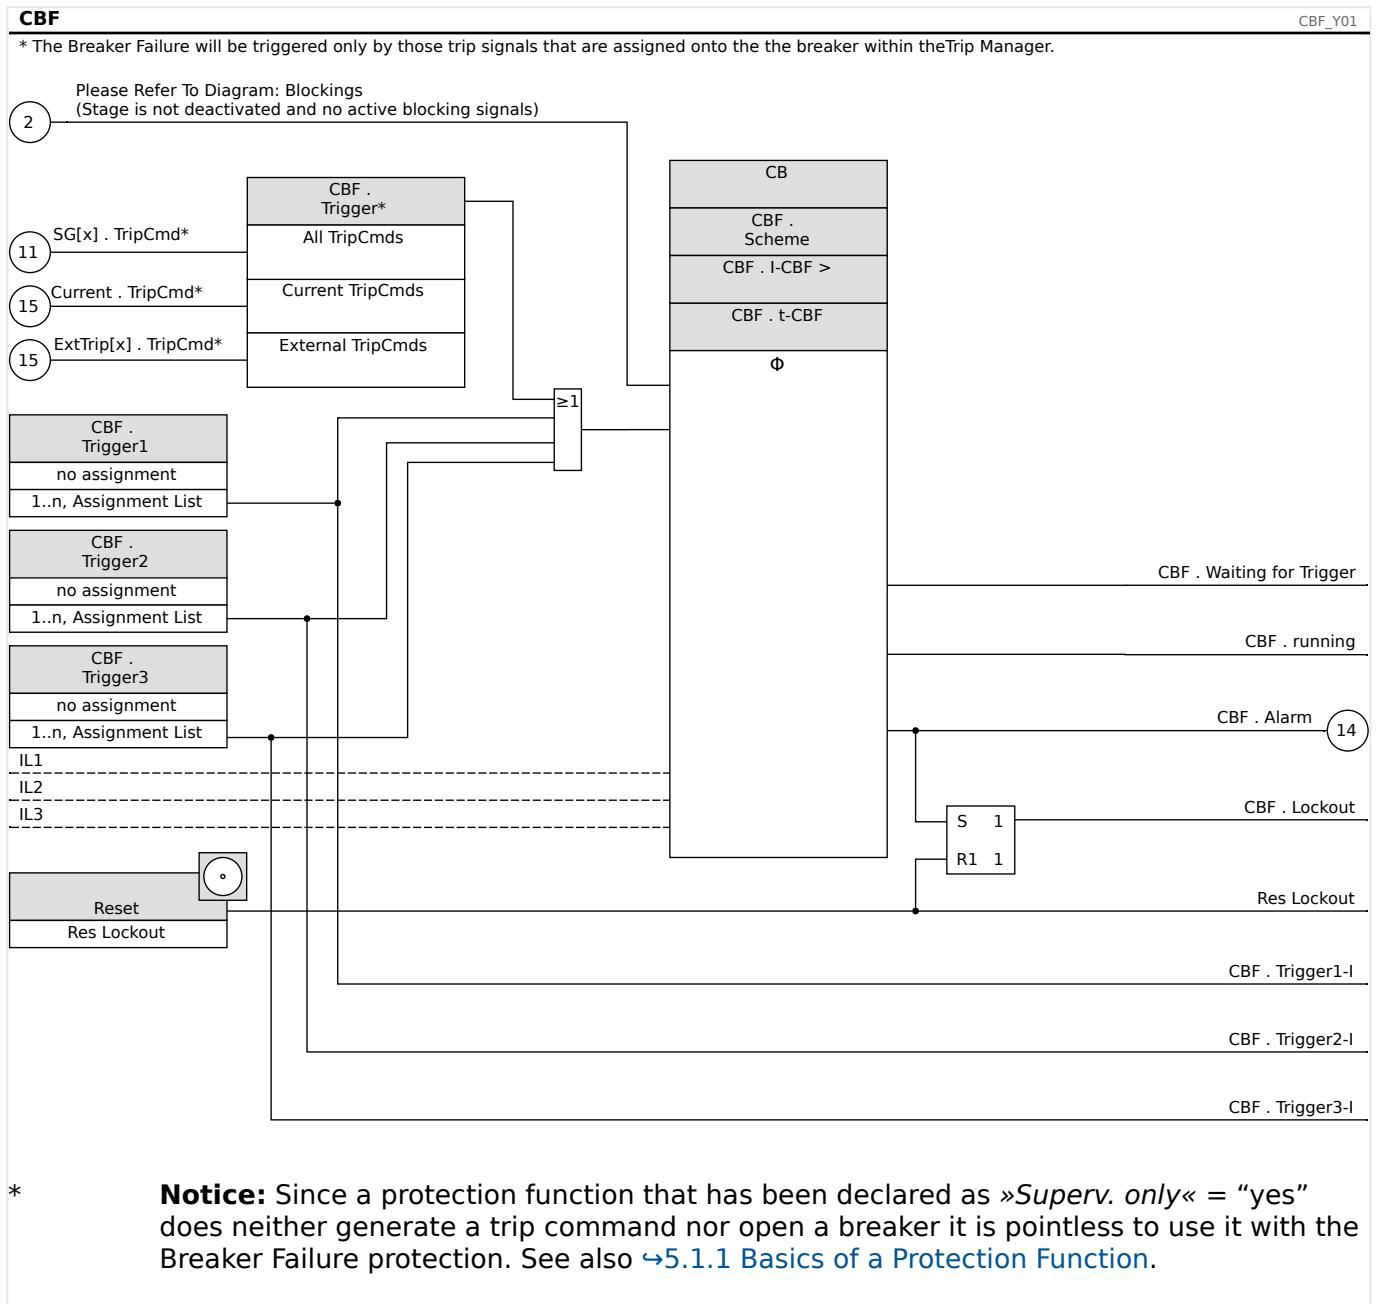 CBF
CBF_Y01
* The Breaker Failure will be triggered only by those trip signals that are assigned onto the the breaker within theTrip Manager.
Please Refer To Diagram: Blockings
(Stage is not deactivated and no active blocking signals)
2
CBF .
Trigger*
All TripCmds
Current TripCmds
External TripCmds
SG[x] . TripCmd*
11
Current . TripCmd*
15
ExtTrip[x] . TripCmd*
15
CB
CBF .
Scheme
CBF . I-CBF >
CBF . t-CBF
Φ
≥1
CBF .
Trigger1
no assignment
1..n, Assignment List
CBF .
Trigger2
no assignment
1..n, Assignment List
CBF .
Trigger3
no assignment
1..n, Assignment List
IL1
IL2
IL3
CBF . Waiting for Trigger
CBF . running
CBF . Alarm
14
S 1
R1 1
CBF . Lockout
Reset
Res Lockout
Res Lockout
CBF . Trigger1-I
CBF . Trigger2-I
CBF . Trigger3-I
* Notice: Since a protection function that has been declared as »Superv. only« = “yes”
does neither generate a trip command nor open a breaker it is pointless to use it with the
Breaker Failure protection. See also ↪5.1.1 Basics of a Protection Function.